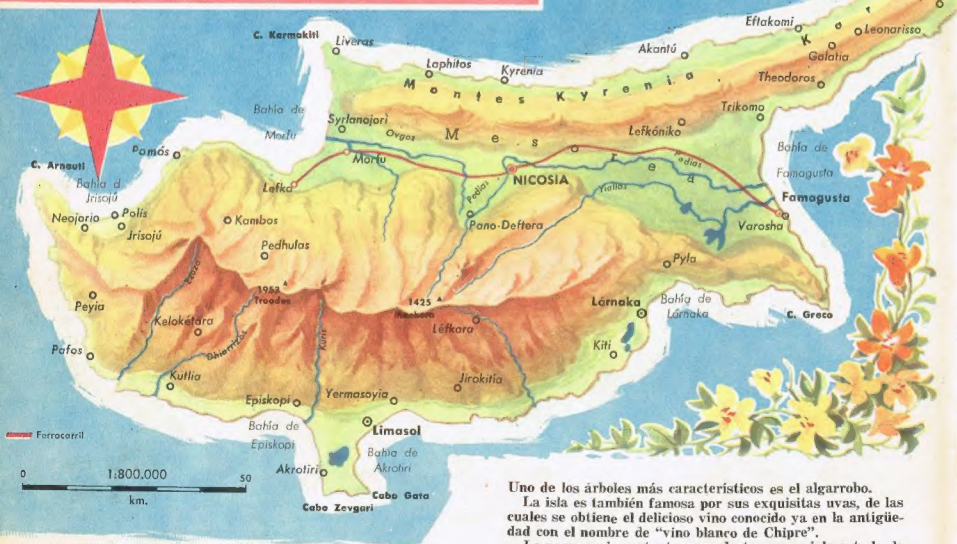 C. Kormakiti
Liveras
Laphitos
Kyrenia
Akantú
Eftakomi
Leonarisso
Galatia
Theodoros
Montes Kyrenia
K a r
Bahía de
Morfu
Syrlanojori
Ovgos
Mesorea
Lefkóniko
Trikomo
C. Arnauti
Pomós
Morfu
Lefka
NICOSIA
Pedias
Pedias
Yialias
Bahía de
Famagusta
Famagusta
Varosha
Bahía d
Jrisojú
Neojorio
Polis
Jrisojú
Kambos
Pano-Deftera
Pedhulas
Pyla
1953
Troodos
1425
Ezuza
Peyia
Kelokétara
Dhiarrizos
Kuris
Léfkara
Lárnaka
Bahía de
Lárnaka
C. Greco
Pafos
Kiti
Kutlia
Jirokitia
Episkopi
Yermasoyia
Bahía de
Episkopi
Limasol
Akrotiri
Bahía de
Akrotiri
Cabo Gata
Cabo Zevgari
Ferrocarril
0 1:800,000 50
km.
Uno de los árboles más característicos es el algarrobo.
La isla es también famosa por sus exquisitas uvas, de las
cuales se obtiene el delicioso vino conocido ya en la antigüe-
dad con el nombre de "vino blanco de Chipre".